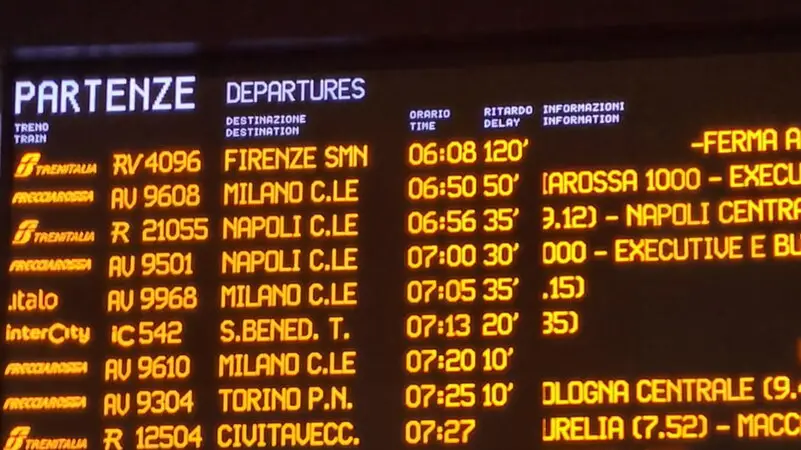 PARTENZE DEPARTURES
TRENO DESTINAZIONE ORARIO RITARDO INFORMAZIONI
TRAIN DESTINATION TIME DELAY INFORMATION
TRENITALIA RV 4096 FIRENZE SMN 06:08 120' -FERMA A
FRECCIAROSSA AV 9608 MILANO C.LE 06:50 50' AROSSA 1000 - EXECU
TRENITALIA R 21055 NAPOLI C.LE 06:56 35' 9.12) - NAPOLI CENTRA
FRECCIAROSSA AV 9501 NAPOLI C.LE 07:00 30' 000 - EXECUTIVE E BU
.italo AV 9968 MILANO C.LE 07:05 35' .15)
InterCity IC 542 S.BENED. T. 07:13 20' 35)
FRECCIAROSSA AV 9610 MILANO C.LE 07:20 10'
FRECCIAROSSA AV 9304 TORINO P.N. 07:25 10' OLOGNA CENTRALE (9.4
TRENITALIA R 12504 CIVITAVECC. 07:27 URELIA (7.52) - MACC